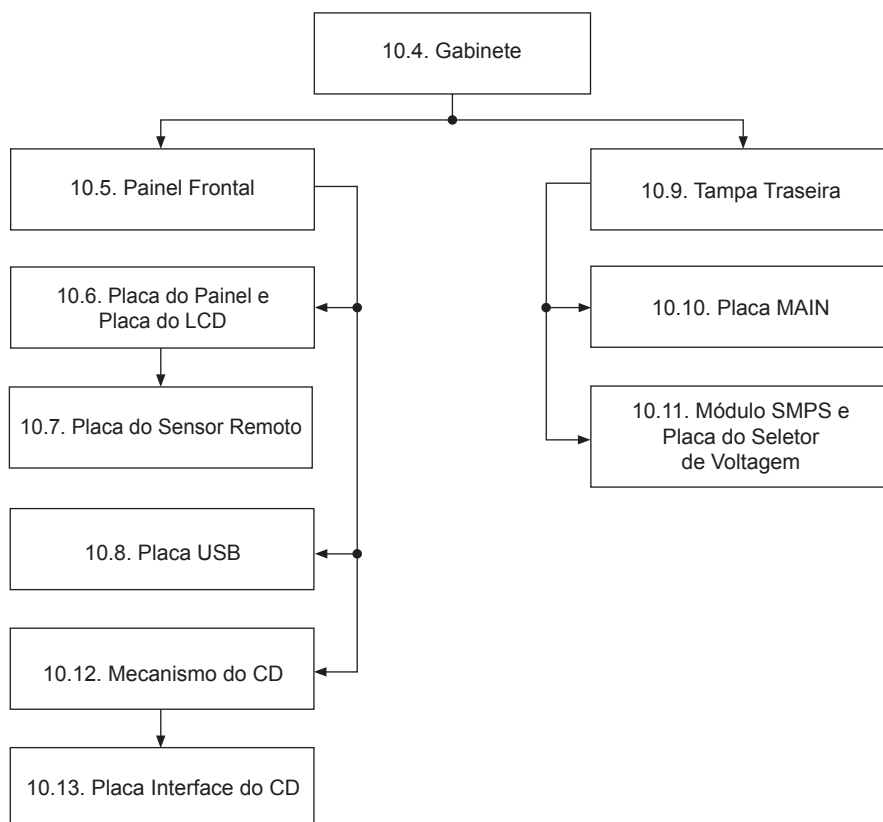 10.4. Gabinete
10.5. Painel Frontal
10.6. Placa do Painel e
Placa do LCD
10.7. Placa do Sensor Remoto
10.8. Placa USB
10.12. Mecanismo do CD
10.13. Placa Interface do CD
10.9. Tampa Traseira
10.10. Placa MAIN
10.11. Módulo SMPS e
Placa do Seletor
de Voltagem